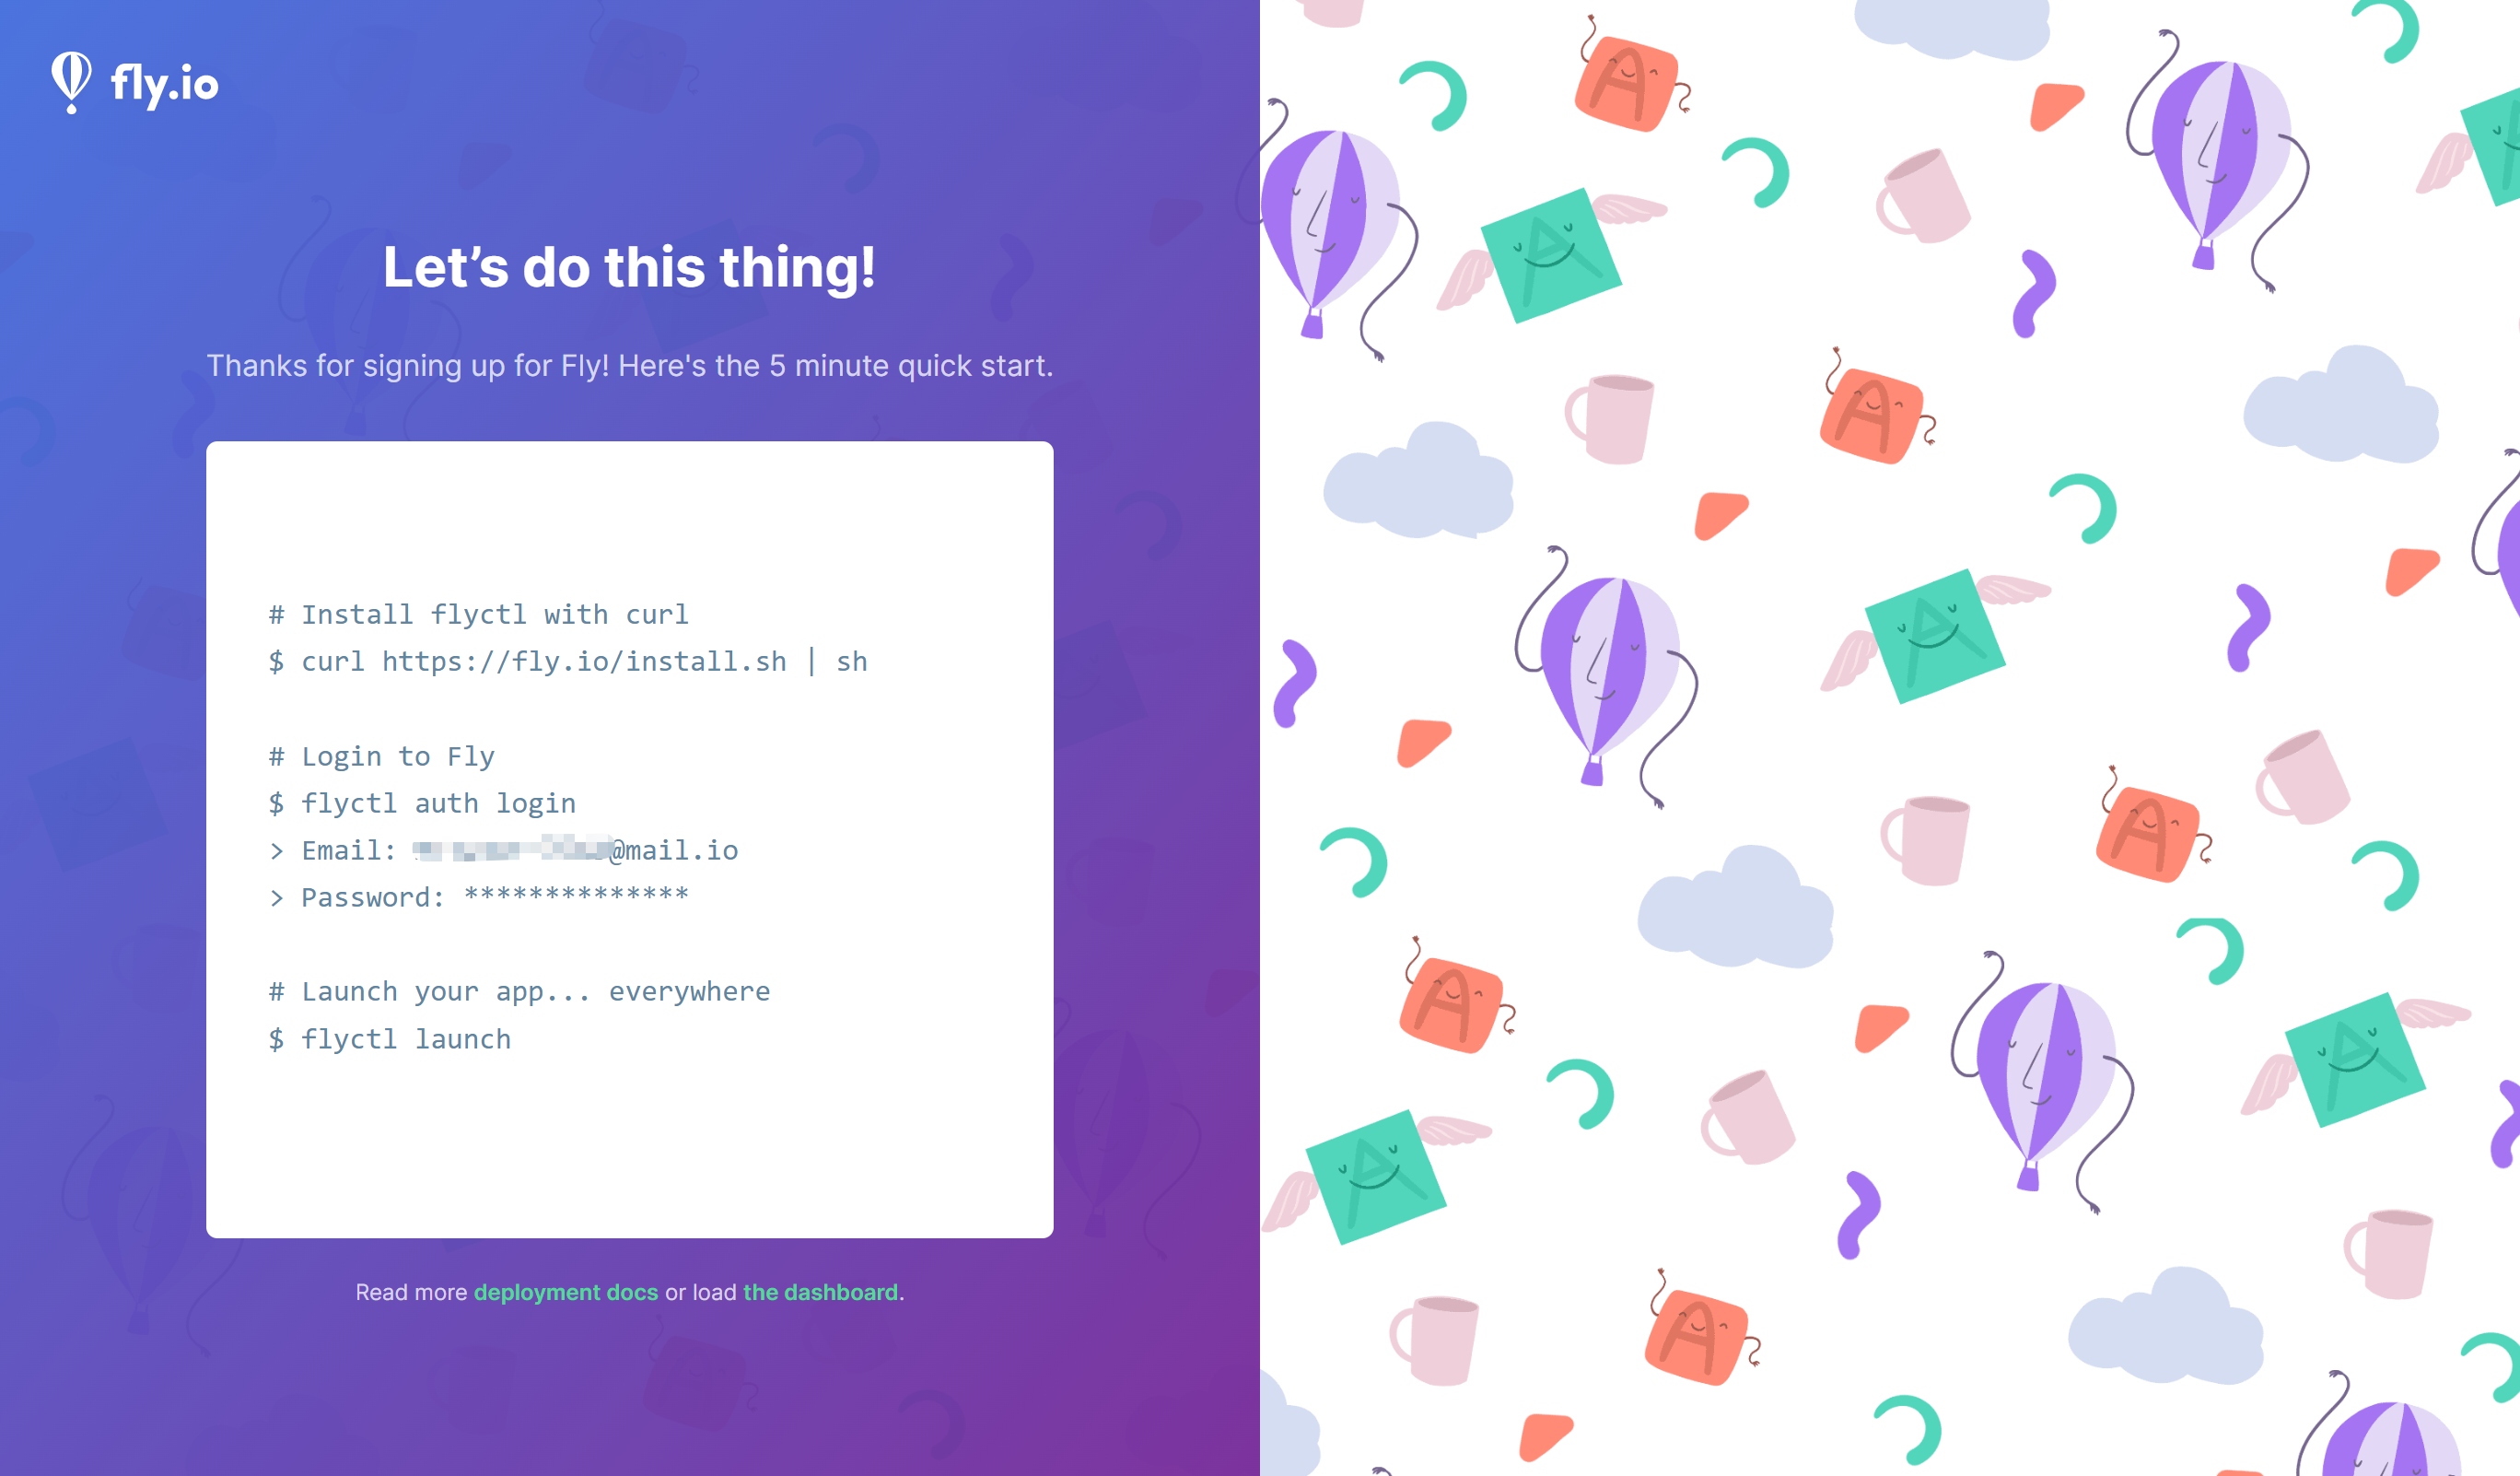 fly.io
Let's do this thing!
Thanks for signing up for Fly! Here's the 5 minute quick start.
# Install flyctl with curl
$ curl https://fly.io/install.sh | sh
# Login to Fly
$ flyctl auth login
> Email: @mail.io
> Password: **************
# Launch your app... everywhere
$ flyctl launch
Read more deployment docs or load the dashboard.